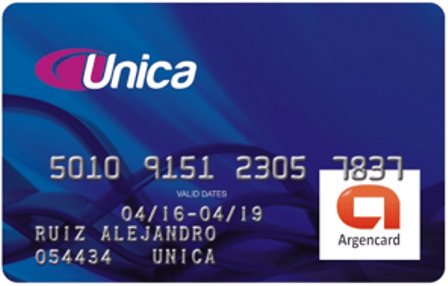 Unica
5010 9151 2305 7837
VALID DATES
04/16-04/19
RUIZ ALEJANDRO
054434 UNICA
Argencard